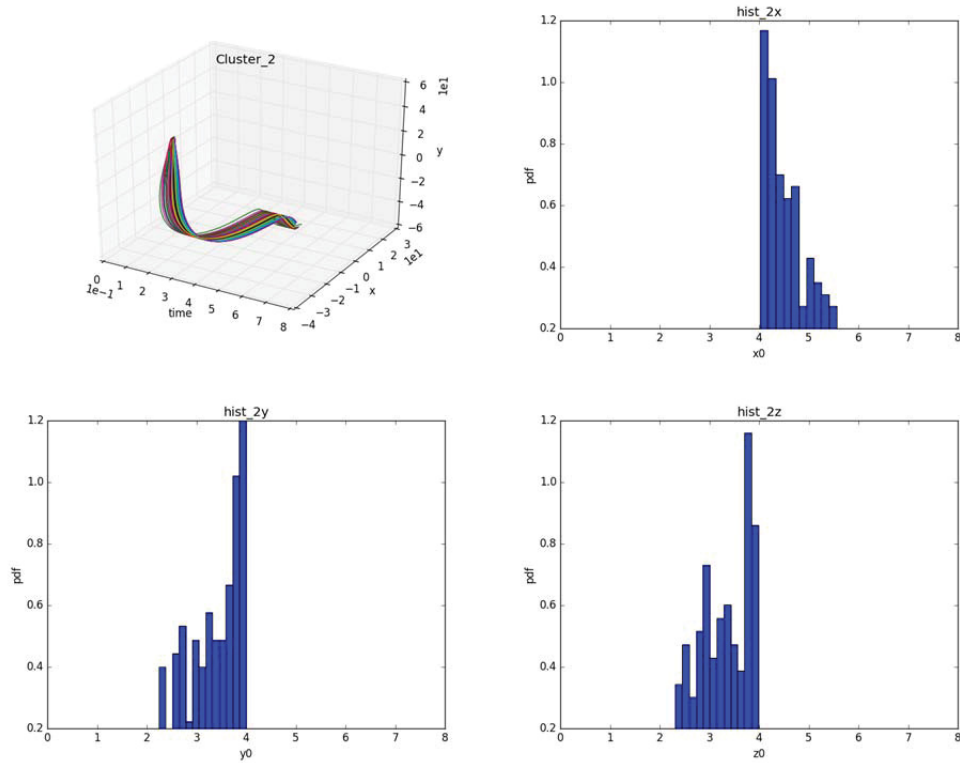 Cluster_2
6 1e1
4
2
y
0
−2
−4
−6
0 1 2 3 4 5 6 7 8
1e−1
time
−4 −3 −2 −1 0 1 2 3
x
1e1
hist_2x
1.2
1.0
0.8
0.6
0.4
0.2
pdf
0 1 2 3 4 5 6 7 8
x0
hist_2y
1.2
1.0
0.8
0.6
0.4
0.2
pdf
0 1 2 3 4 5 6 7 8
y0
hist_2z
1.2
1.0
0.8
0.6
0.4
0.2
pdf
0 1 2 3 4 5 6 7 8
z0